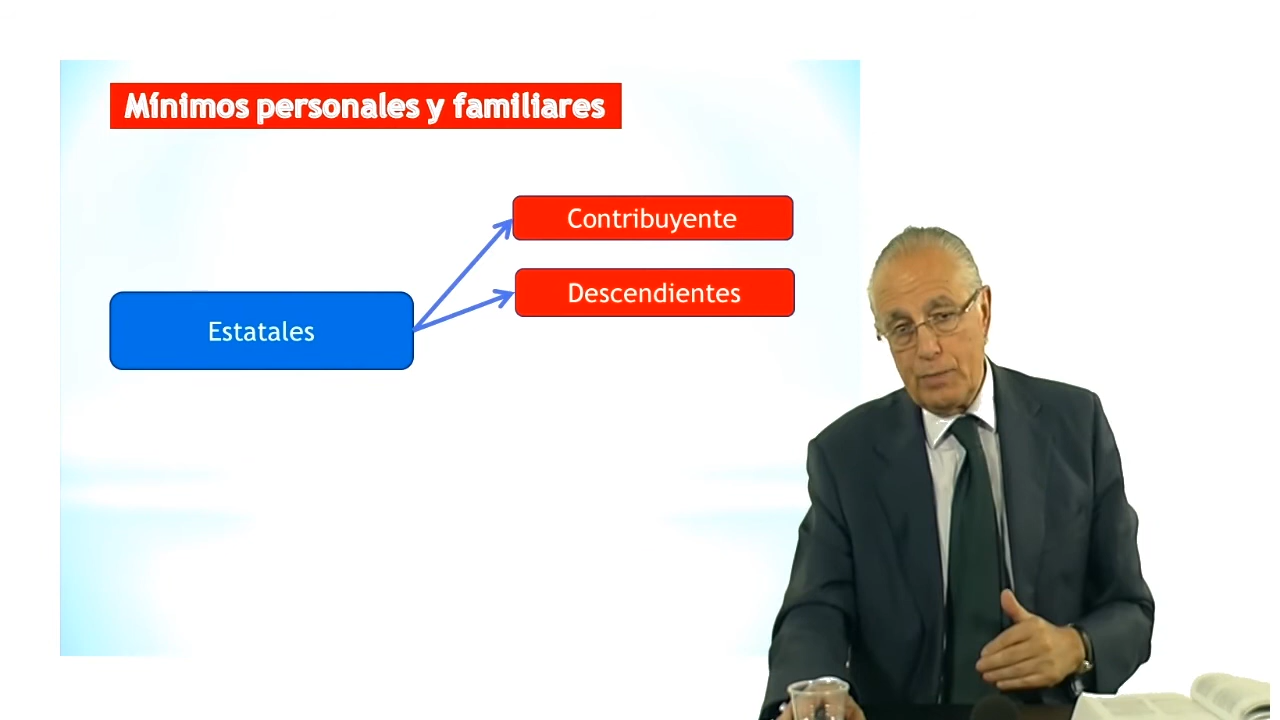 Mínimos personales y familiares
Contribuyente
Descendientes
Estatales